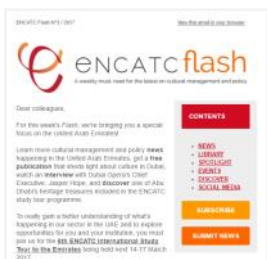 ENCATC Flash N°3 / 2017
View this email in your browser
encatcflash
A weekly must read for the latest on cultural management and policy
Dear colleagues,
For this week's Flash, we're bringing you a special
focus on the United Arab Emirates!
Learn more cultural management and policy news
happening in the United Arab Emirates, get a free
publication that sheds light about culture in Dubai,
watch an interview with Dubai Opera's Chief
Executive, Jasper Hope, and discover one of Abu
Dhabi's heritage treasures included in the ENCATC
study tour programme.
To really gain a better understanding of what's
happening in our sector in the UAE and to explore
opportunities for you and your institution, you must
join us for the 6th ENCATC International Study
Tour to the Emirates being held next 14-17 March
2017.
CONTENTS
NEWS
LIBRARY
SPOTLIGHT
EVENTS
DISCOVER
SOCIAL MEDIA
SUBSCRIBE
SUBMIT NEWS